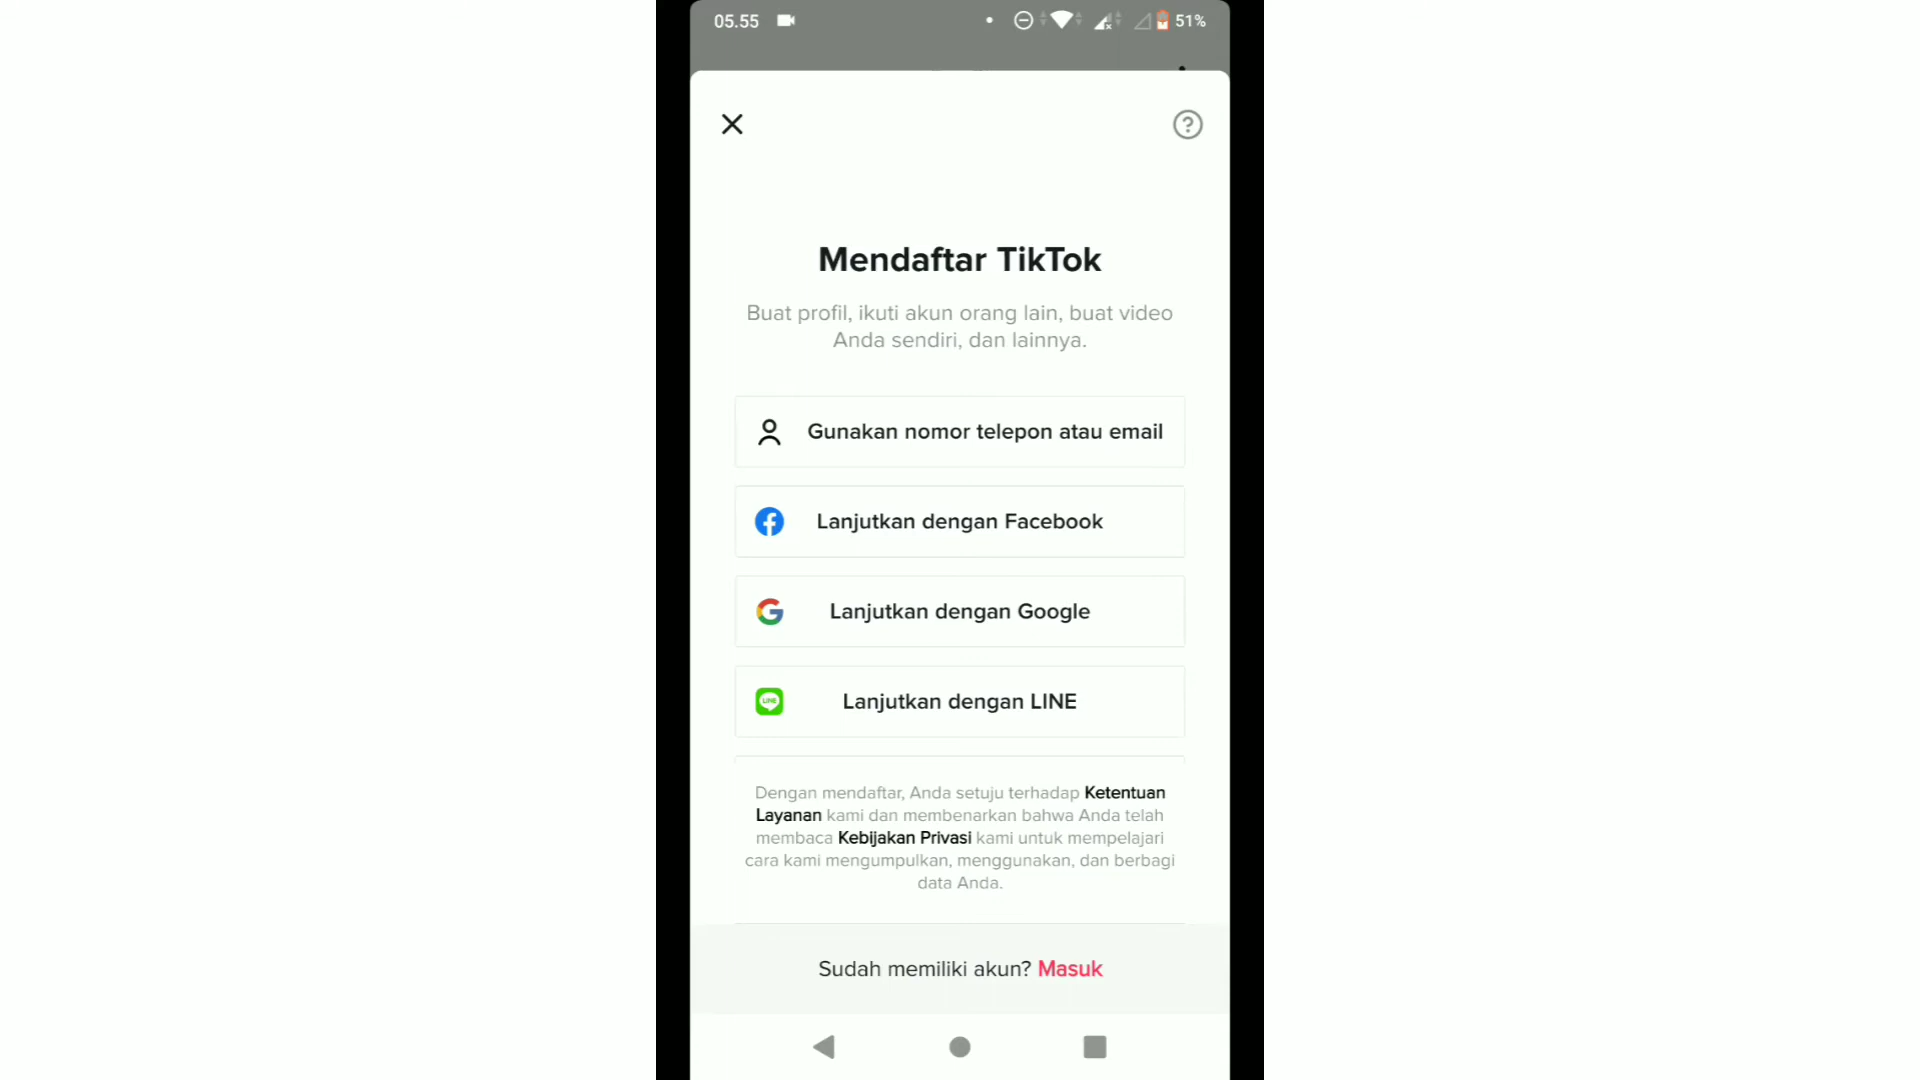 05.55
51%
Mendaftar TikTok
Buat profil, ikuti akun orang lain, buat video
Anda sendiri, dan lainnya.
Gunakan nomor telepon atau email
Lanjutkan dengan Facebook
Lanjutkan dengan Google
LINE
Lanjutkan dengan LINE
Dengan mendaftar, Anda setuju terhadap Ketentuan
Layanan kami dan membenarkan bahwa Anda telah
membaca Kebijakan Privasi kami untuk mempelajari
cara kami mengumpulkan, menggunakan, dan berbagi
data Anda.
Sudah memiliki akun? Masuk